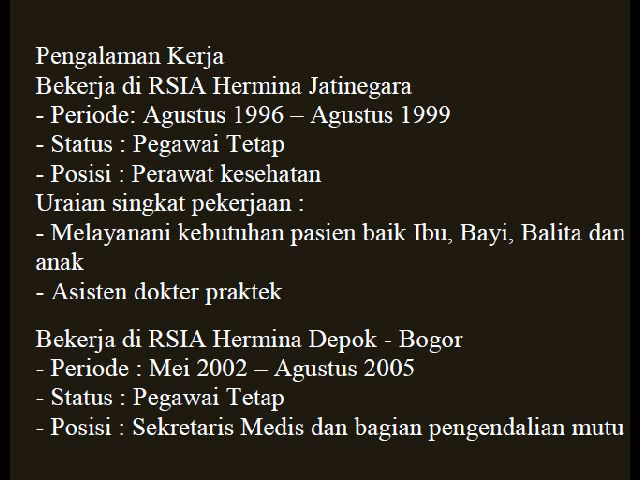 Pengalaman Kerja
Bekerja di RSIA Hermina Jatinegara
- Periode: Agustus 1996 – Agustus 1999
- Status : Pegawai Tetap
- Posisi : Perawat kesehatan
Uraian singkat pekerjaan :
- Melayanani kebutuhan pasien baik Ibu, Bayi, Balita dan
anak
- Asisten dokter praktek
Bekerja di RSIA Hermina Depok - Bogor
- Periode : Mei 2002 – Agustus 2005
- Status : Pegawai Tetap
- Posisi : Sekretaris Medis dan bagian pengendalian mutu